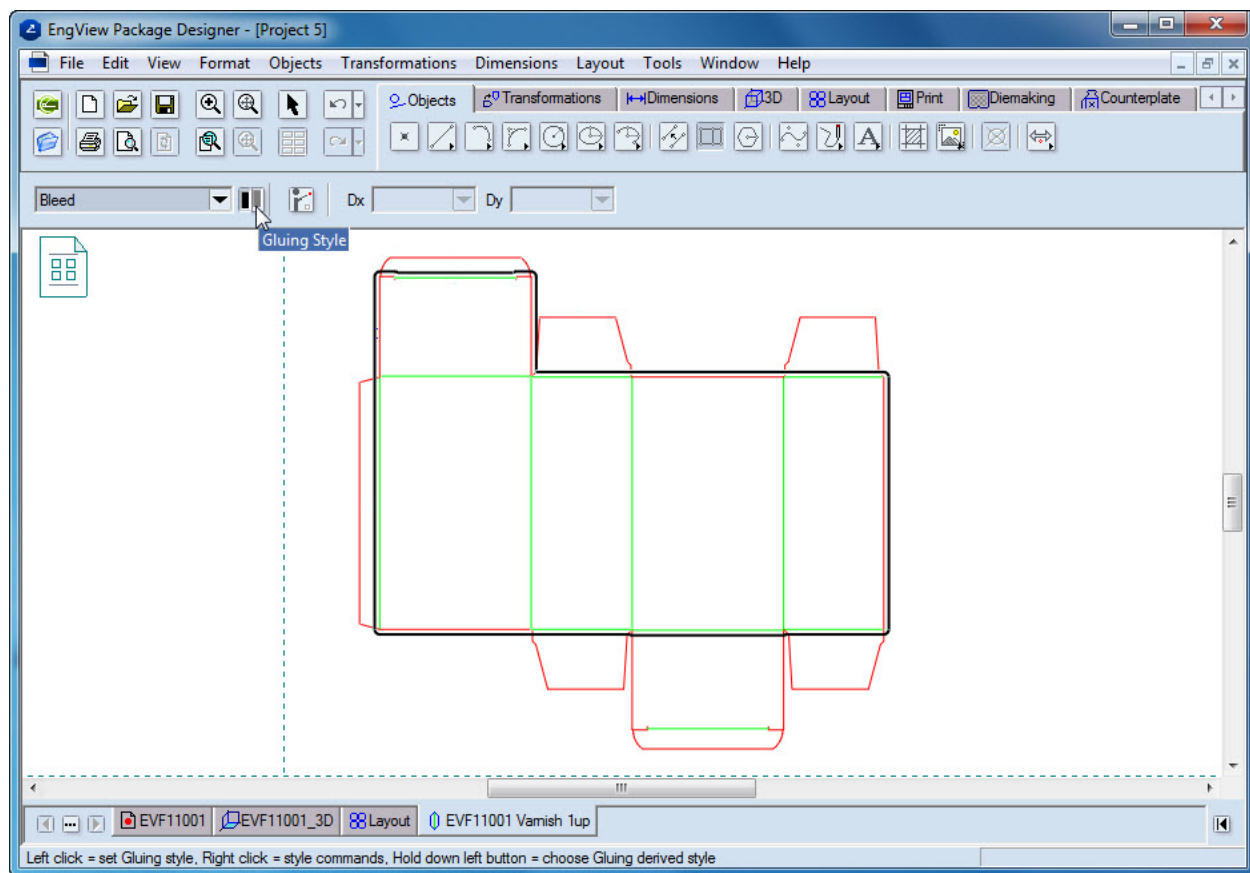 EngView Package Designer - [Project 5]
File Edit View Format Objects Transformations Dimensions Layout Tools Window Help
Objects Transformations Dimensions 3D Layout Print Diemaking Counterplate
A
Bleed Dx Dy
Gluing Style
EVF11001 EVF11001_3D Layout EVF11001 Varnish 1up
Left click = set Gluing style, Right click = style commands, Hold down left button = choose Gluing derived style